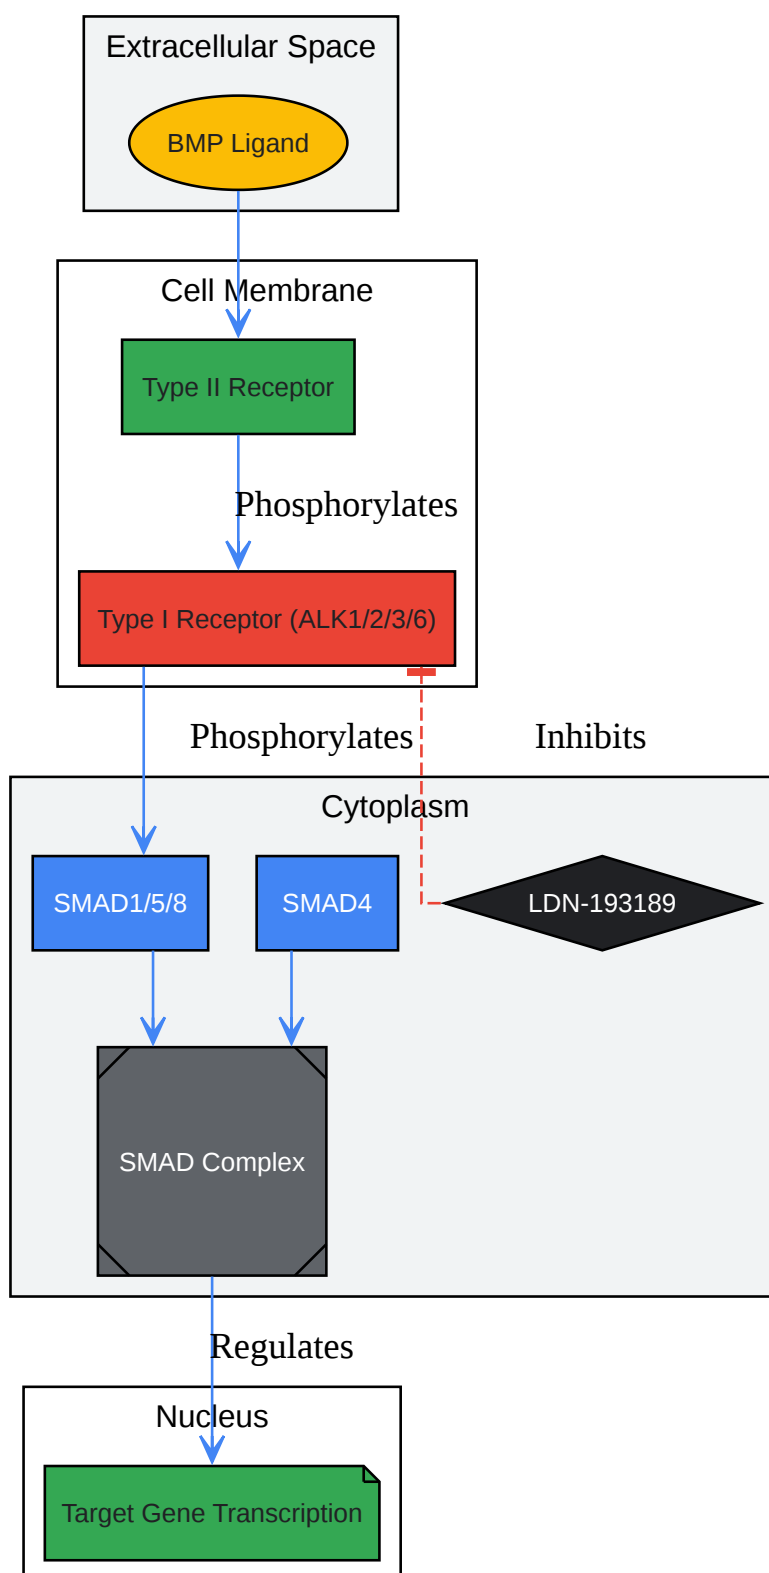 Extracellular Space
BMP Ligand
Cell Membrane
Type II Receptor
Phosphorylates
Type I Receptor (ALK1/2/3/6)
Phosphorylates
Inhibits
Cytoplasm
SMAD1/5/8
SMAD4
LDN-193189
SMAD Complex
Regulates
Nucleus
Target Gene Transcription